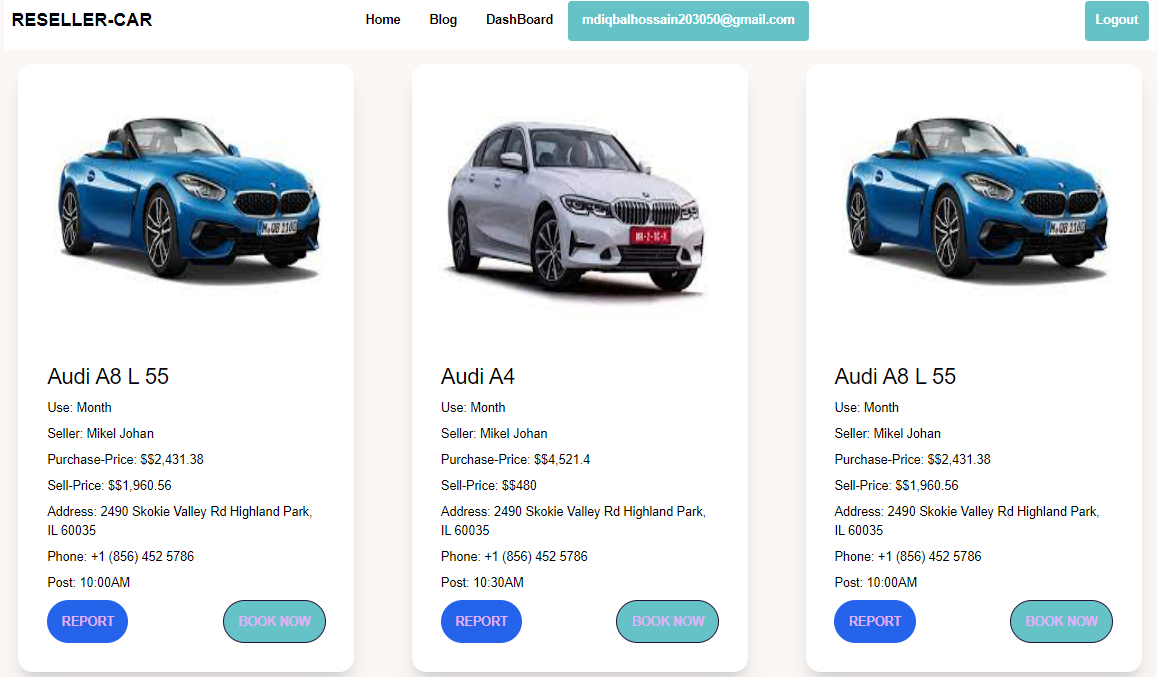 RESELLER-CAR Home Blog DashBoard mdiqbalhossain203050@gmail.com Logout
Audi A8 L 55
Use: Month
Seller: Mikel Johan
Purchase-Price: $$2,431.38
Sell-Price: $$1,960.56
Address: 2490 Skokie Valley Rd Highland Park,
IL 60035
Phone: +1 (856) 452 5786
Post: 10:00AM
REPORT BOOK NOW
Audi A4
Use: Month
Seller: Mikel Johan
Purchase-Price: $$4,521.4
Sell-Price: $$480
Address: 2490 Skokie Valley Rd Highland Park,
IL 60035
Phone: +1 (856) 452 5786
Post: 10:30AM
REPORT BOOK NOW
Audi A8 L 55
Use: Month
Seller: Mikel Johan
Purchase-Price: $$2,431.38
Sell-Price: $$1,960.56
Address: 2490 Skokie Valley Rd Highland Park,
IL 60035
Phone: +1 (856) 452 5786
Post: 10:00AM
REPORT BOOK NOW